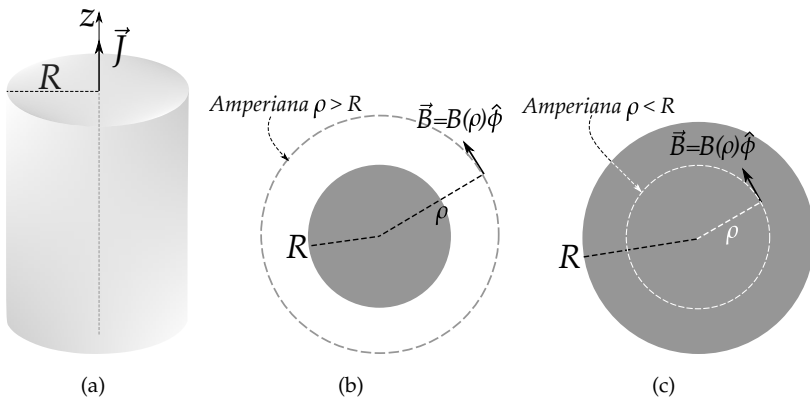 z
J⃗
R
Amperiana ρ > R
B⃗=B(ρ)φ̂
ρ
R
Amperiana ρ < R
B⃗=B(ρ)φ̂
ρ
R
(a)
(b)
(c)